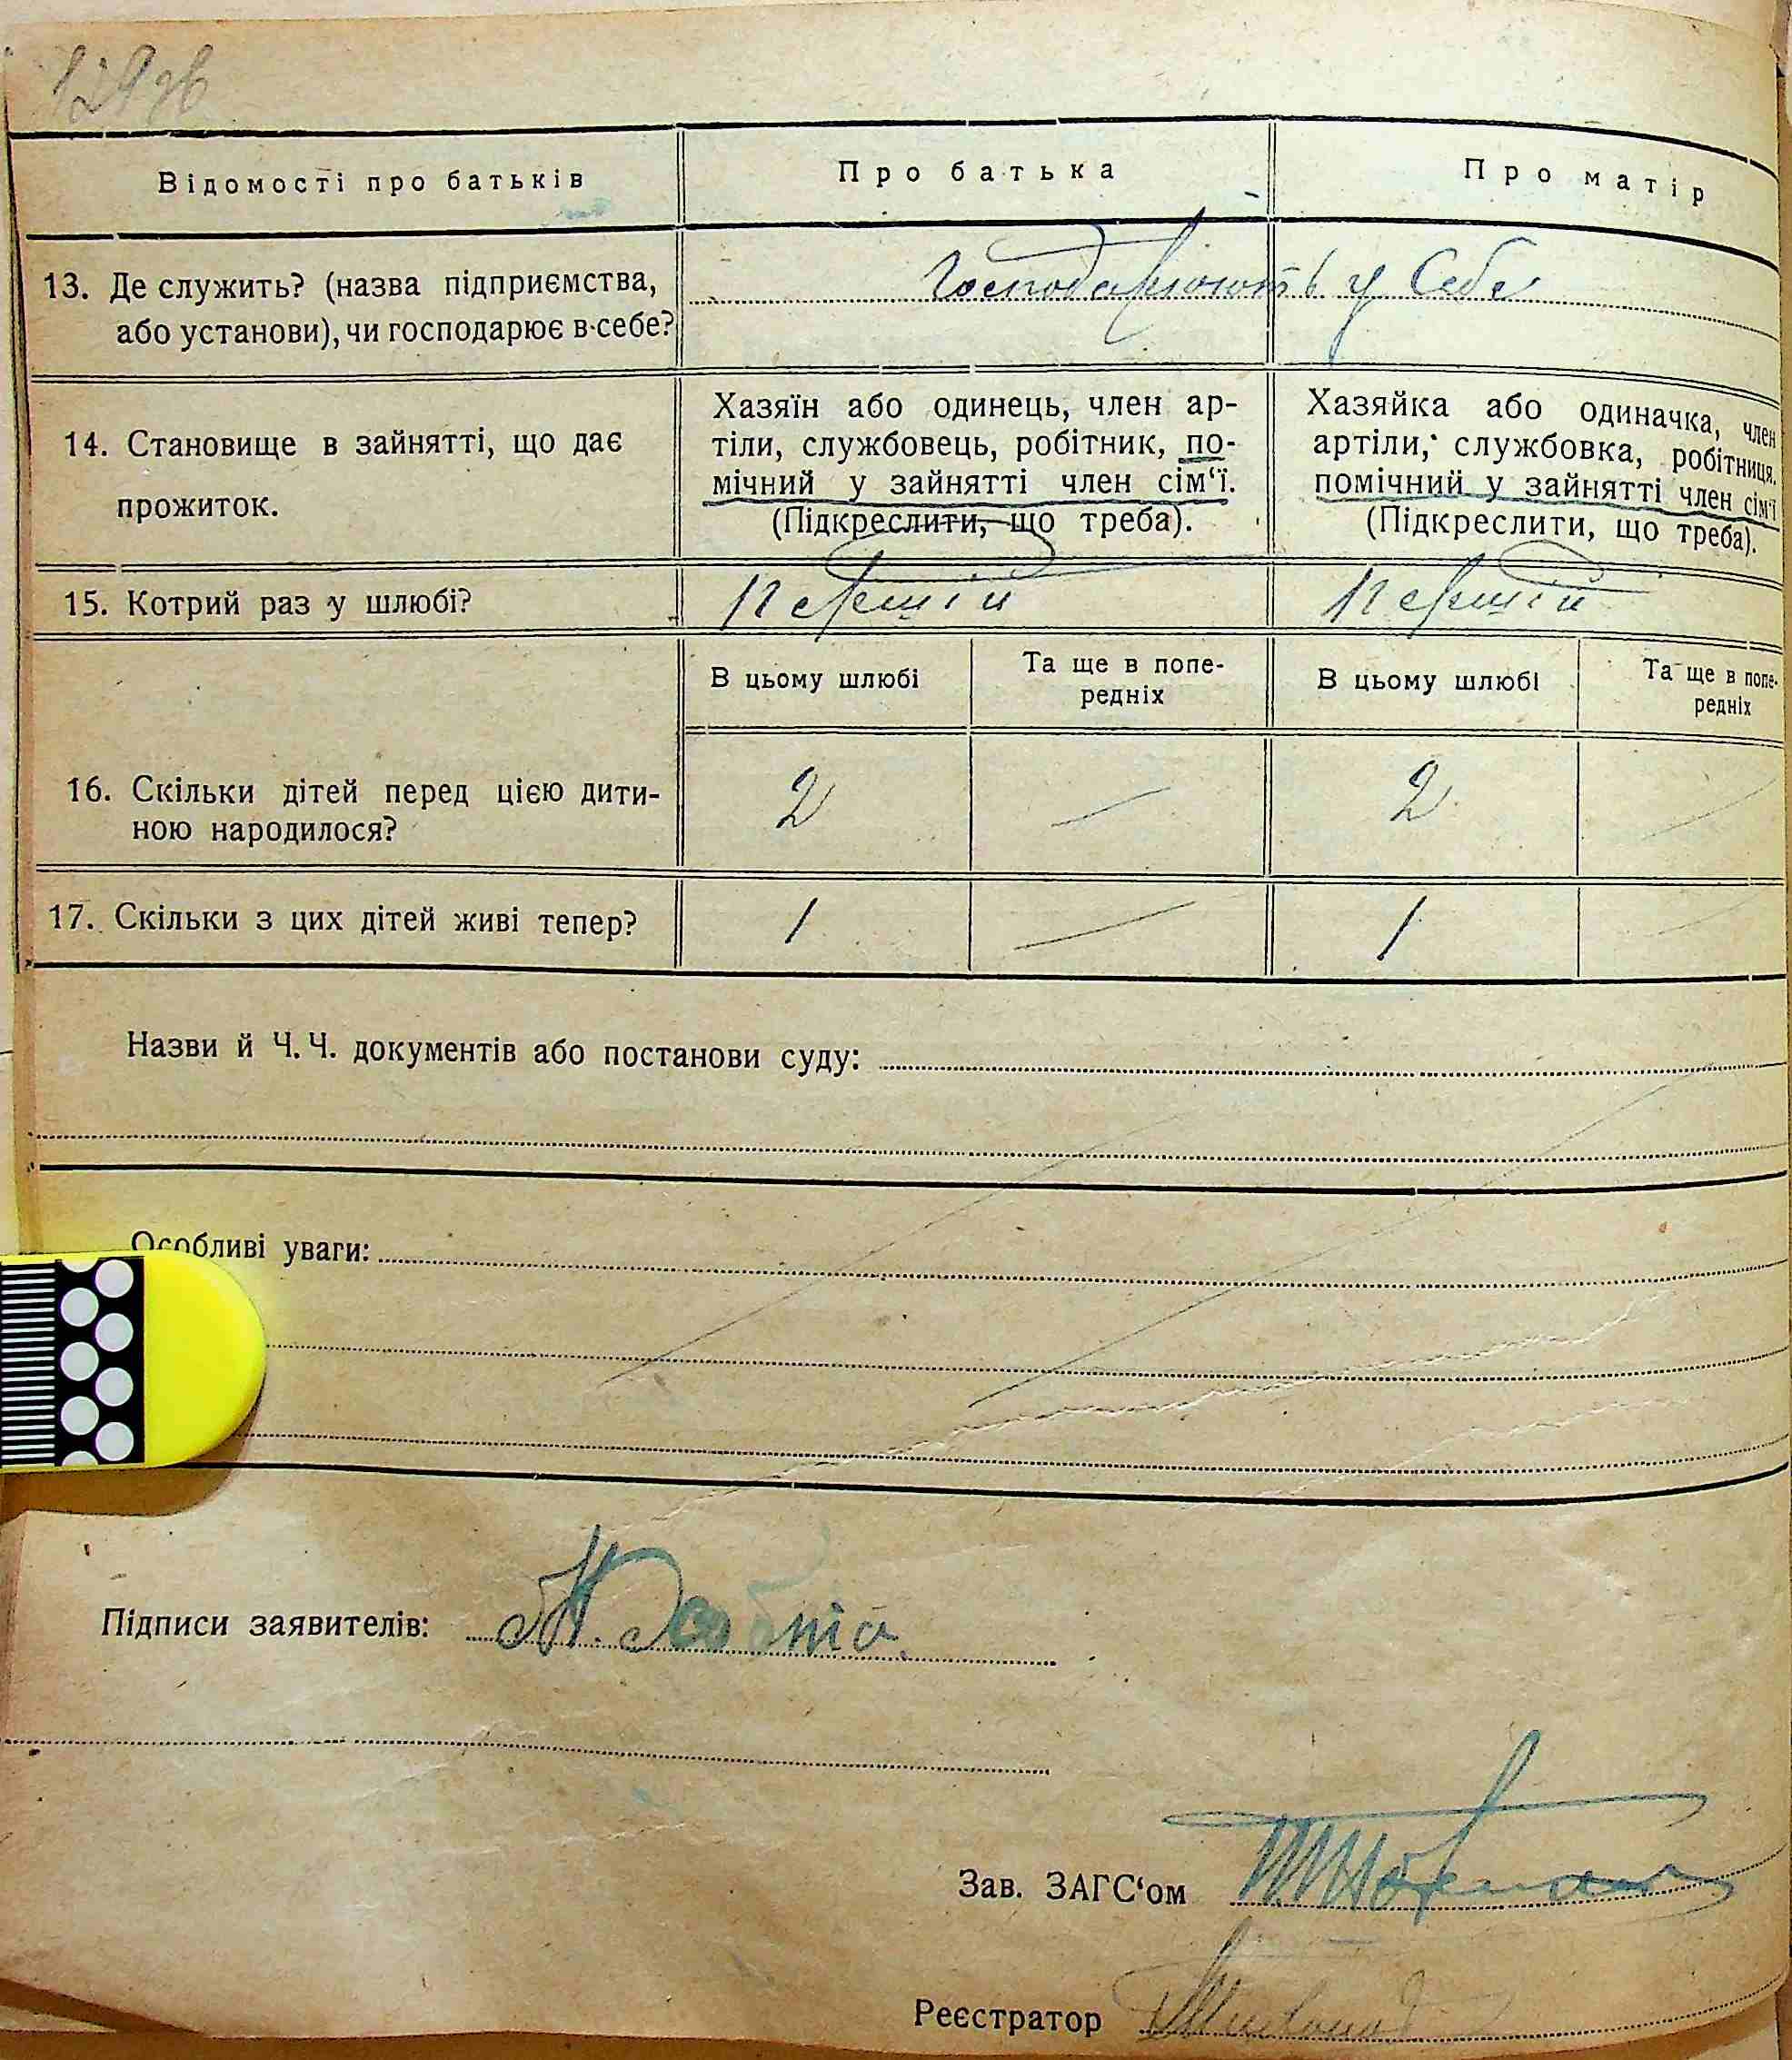 Відомості про батьків
Про батька
Про матір
13. Де служить? (назва підприємства,
або установи), чи господарює в себе?
Господарюють у Себе
14. Становище в зайнятті, що дає
прожиток.
Хазяїн або одинець, член ар-
тіли, службовець, робітник, по-
мічний у зайнятті член сім‘ї.
(Підкреслити, що треба).
Хазяйка або одиначка, член
артіли, службовка, робітниця,
помічний у зайнятті член сім‘ї
(Підкреслити, що треба).
15. Котрий раз у шлюбі?
Перший
Перший
В цьому шлюбі
Та ще в попе-
редніх
В цьому шлюбі
Та ще в попе-
редніх
16. Скільки дітей перед цією дити-
ною народилося?
2 — 2 —
17. Скільки з цих дітей живі тепер?
1 — 1
Назви й Ч. Ч. документів або постанови суду:
Особливі уваги:
Підписи заявителів:
Зав. ЗАГС‘ом
Реєстратор